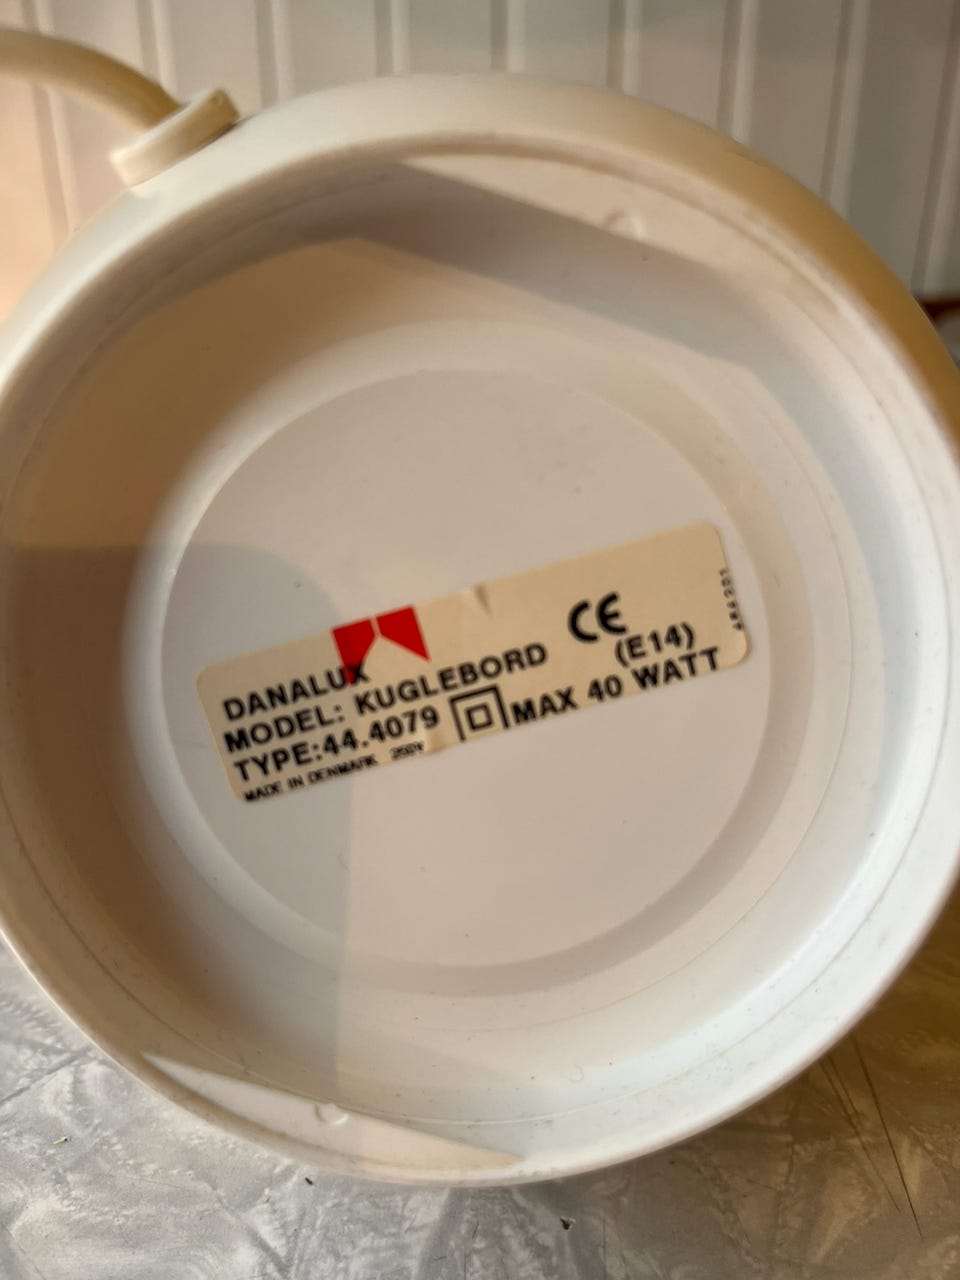 DANALUX
MODEL: KUGLEBORD
TYPE:44.4079
MADE IN DENMARK 250V
CE
(E14)
MAX 40 WATT